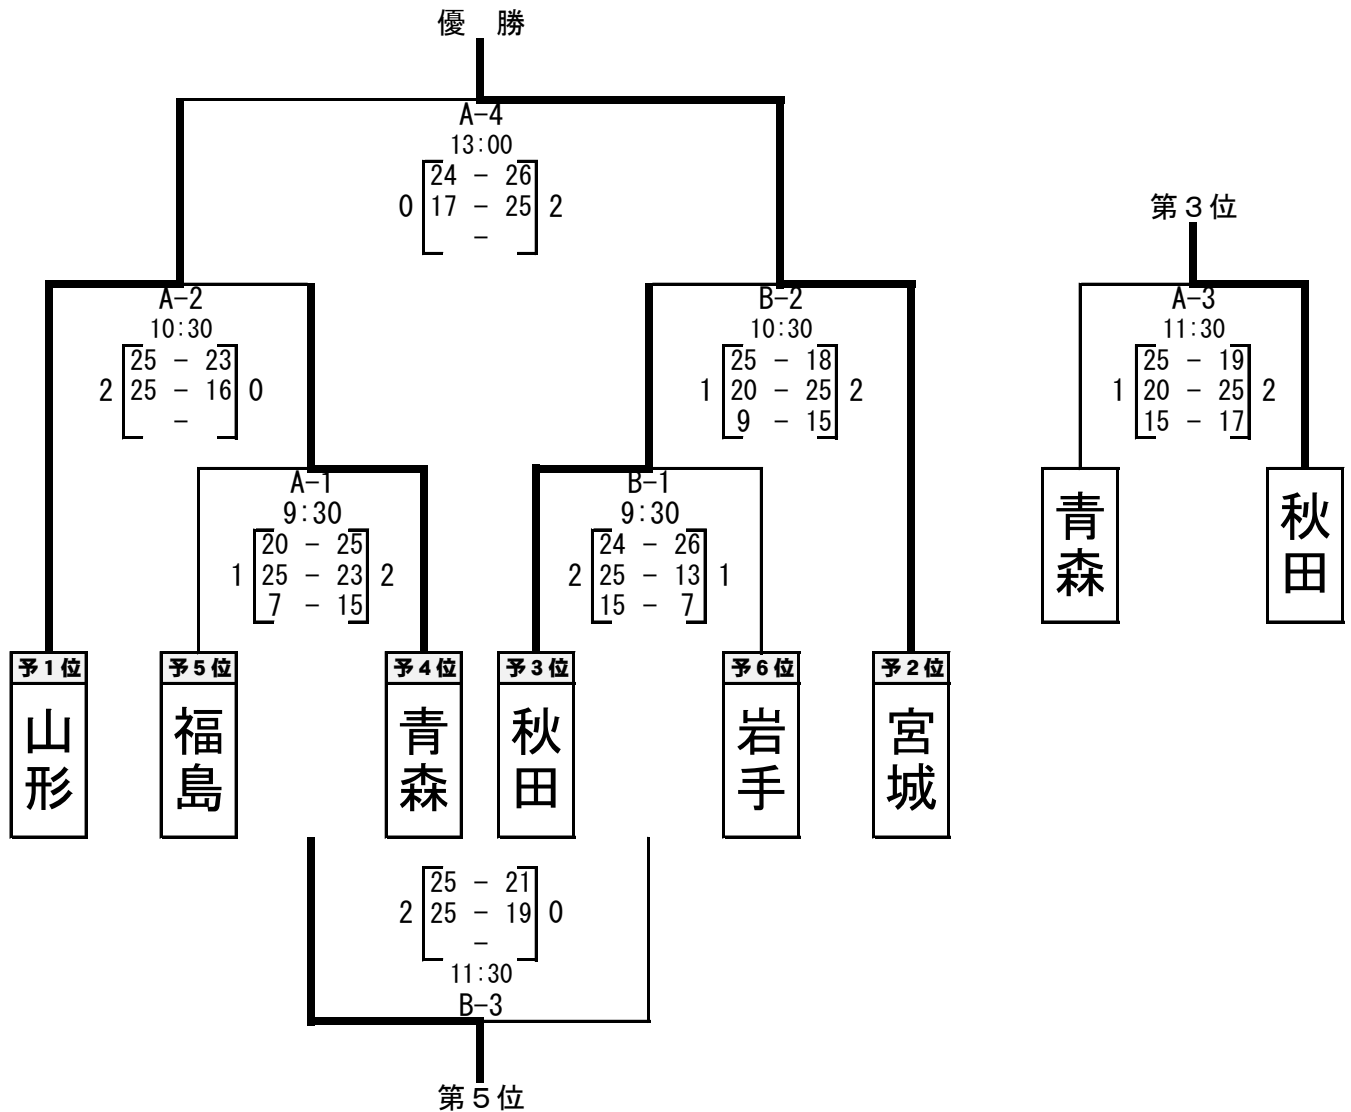 優 勝
A-4
13:00
24 - 26
0 17 - 25 2
-
第3位
A-2
10:30
25 - 23
2 25 - 16 0
-
B-2
10:30
25 - 18
1 20 - 25 2
9 - 15
A-3
11:30
25 - 19
1 20 - 25 2
15 - 17
青森
秋田
A-1
9:30
20 - 25
1 25 - 23 2
7 - 15
B-1
9:30
24 - 26
2 25 - 13 1
15 - 7
予1位
山形
予5位
福島
予4位
青森
予3位
秋田
予6位
岩手
予2位
宮城
25 - 21
2 25 - 19 0
-
11:30
B-3
第5位